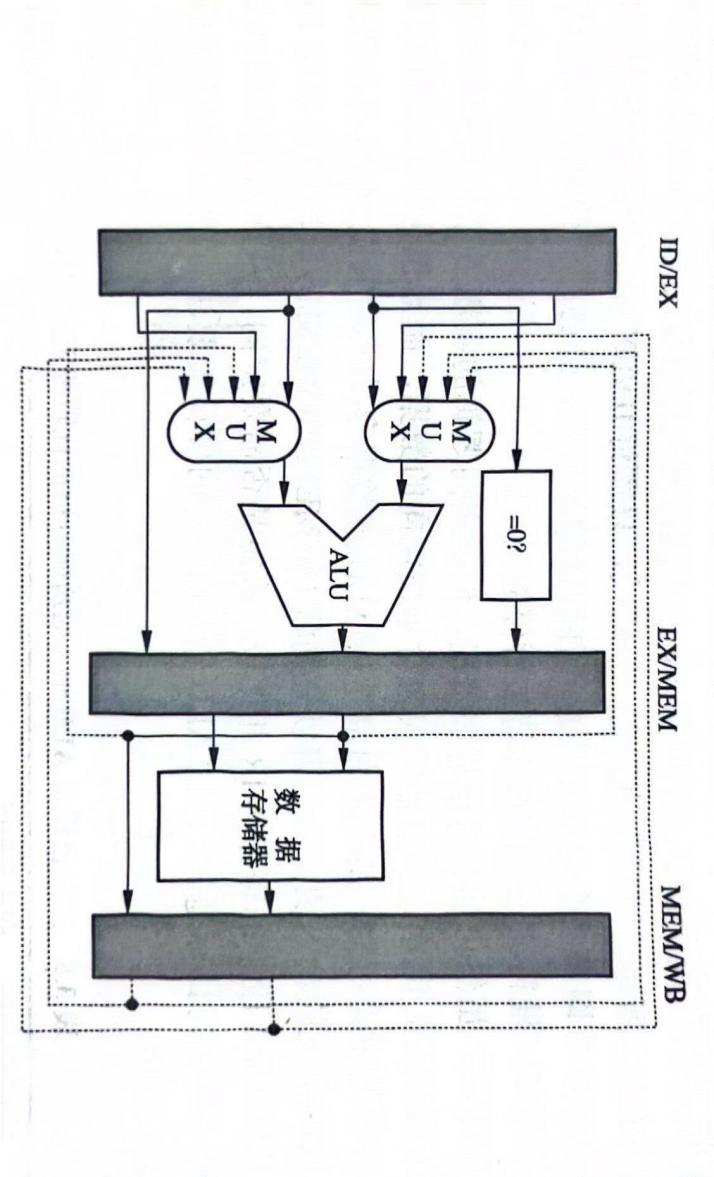 ID/EX
EX/MEM
MEM/WB
=0?
M
U
X
ALU
M
U
X
数 据
存储器